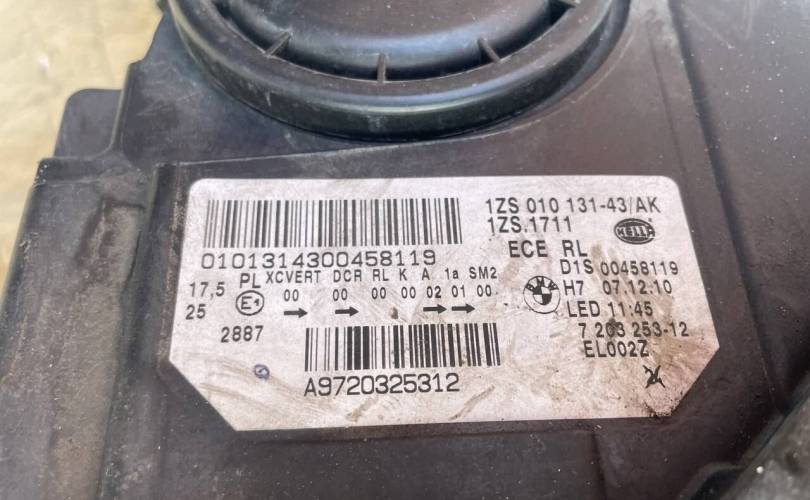 1ZS 010 131-43/AK
1ZS.1711
HELLA
ECE RL
0101314300458119
D1S 00458119
PL XCVERT DCR RL K A 1a SM2
17,5
E1 00 00 00 00 02 01 00
H7 07.12.10
25
BMW
LED 11:45
2887
7 203 253-12
EL002Z
A9720325312
24